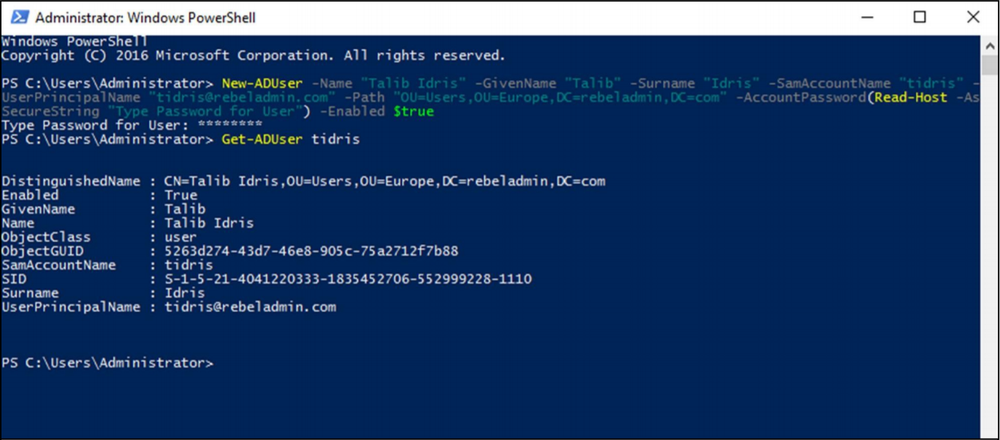 Administrator: Windows PowerShell
Windows PowerShell
Copyright (C) 2016 Microsoft Corporation. All rights reserved.
PS C:\Users\Administrator> New-ADUser -Name "Talib Idris" -GivenName "Talib" -Surname "Idris" -SamAccountName "tidris" -
UserPrincipalName "tidris@rebeladmin.com" -Path "OU=Users,OU=Europe,DC=rebeladmin,DC=com" -AccountPassword(Read-Host -As
SecureString "Type Password for User") -Enabled $true
Type Password for User: ********
PS C:\Users\Administrator> Get-ADUser tidris
DistinguishedName : CN=Talib Idris,OU=Users,OU=Europe,DC=rebeladmin,DC=com
Enabled           : True
GivenName         : Talib
Name              : Talib Idris
ObjectClass       : user
ObjectGUID        : 5263d274-43d7-46e8-905c-75a2712f7b88
SamAccountName    : tidris
SID               : S-1-5-21-4041220333-1835452706-552999228-1110
Surname           : Idris
UserPrincipalName : tidris@rebeladmin.com
PS C:\Users\Administrator>